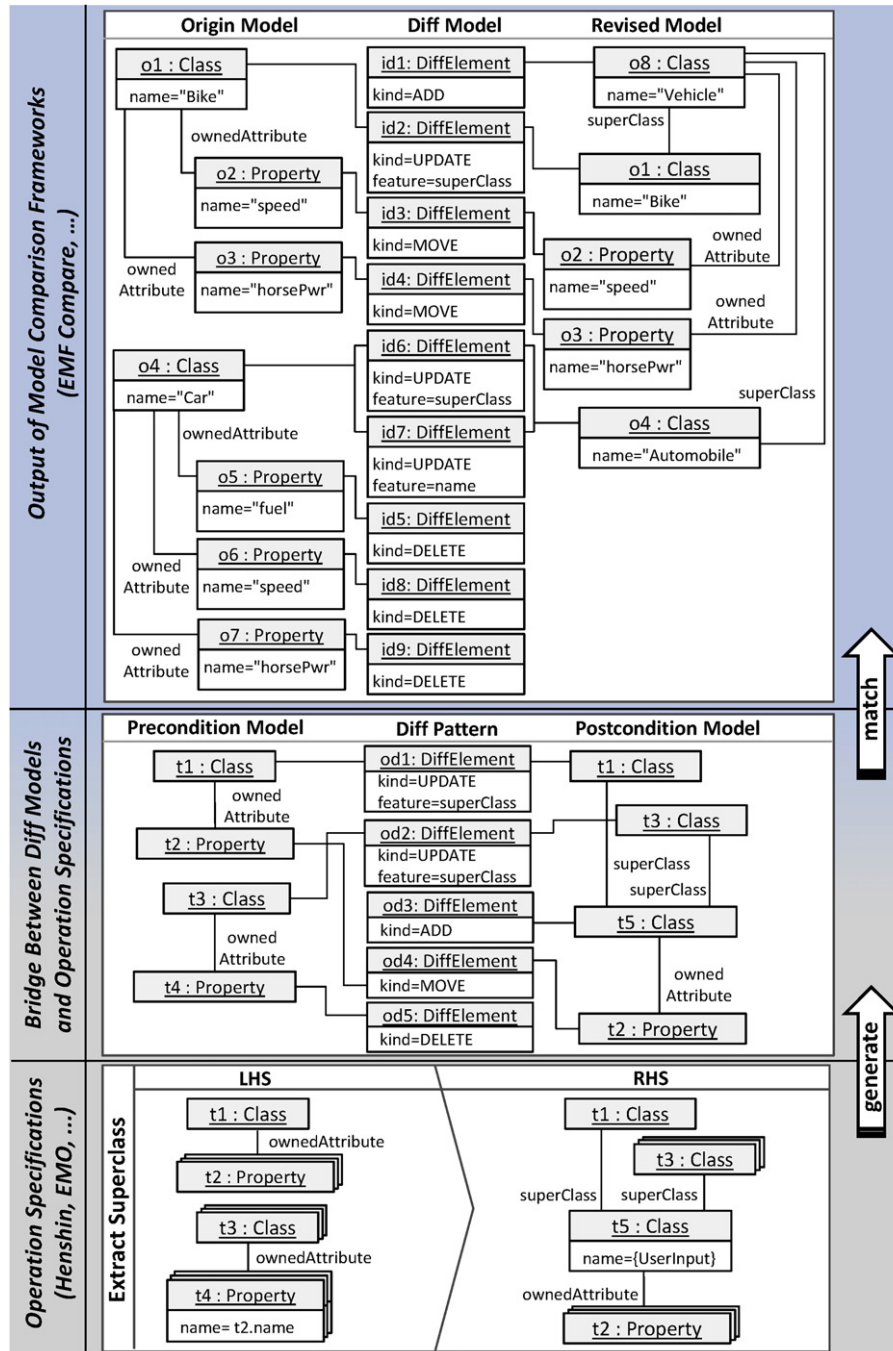 Output of Model Comparison Frameworks
(EMF Compare, ...)
Origin Model
Diff Model
Revised Model
o1 : Class
name="Bike"
ownedAttribute
o2 : Property
name="speed"
owned
Attribute
o3 : Property
name="horsePwr"
o4 : Class
name="Car"
ownedAttribute
o5 : Property
name="fuel"
owned
Attribute
o6 : Property
name="speed"
owned
Attribute
o7 : Property
name="horsePwr"
id1: DiffElement
kind=ADD
id2: DiffElement
kind=UPDATE
feature=superClass
id3: DiffElement
kind=MOVE
id4: DiffElement
kind=MOVE
id6: DiffElement
kind=UPDATE
feature=superClass
id7: DiffElement
kind=UPDATE
feature=name
id5: DiffElement
kind=DELETE
id8: DiffElement
kind=DELETE
id9: DiffElement
kind=DELETE
o8 : Class
name="Vehicle"
superClass
o1 : Class
name="Bike"
o2 : Property
name="speed"
owned
Attribute
o3 : Property
name="horsePwr"
owned
Attribute
superClass
o4 : Class
name="Automobile"
match
Bridge Between Diff Models
and Operation Specifications
Precondition Model
Diff Pattern
Postcondition Model
t1 : Class
owned
Attribute
t2 : Property
t3 : Class
owned
Attribute
t4 : Property
od1: DiffElement
kind=UPDATE
feature=superClass
od2: DiffElement
kind=UPDATE
feature=superClass
od3: DiffElement
kind=ADD
od4: DiffElement
kind=MOVE
od5: DiffElement
kind=DELETE
t1 : Class
t3 : Class
superClass
superClass
t5 : Class
owned
Attribute
t2 : Property
generate
Operation Specifications
(Henshin, EMO, ...)
Extract Superclass
LHS
RHS
t1 : Class
ownedAttribute
t2 : Property
t3 : Class
ownedAttribute
t4 : Property
name= t2.name
t1 : Class
t3 : Class
superClass
superClass
t5 : Class
name={UserInput}
ownedAttribute
t2 : Property